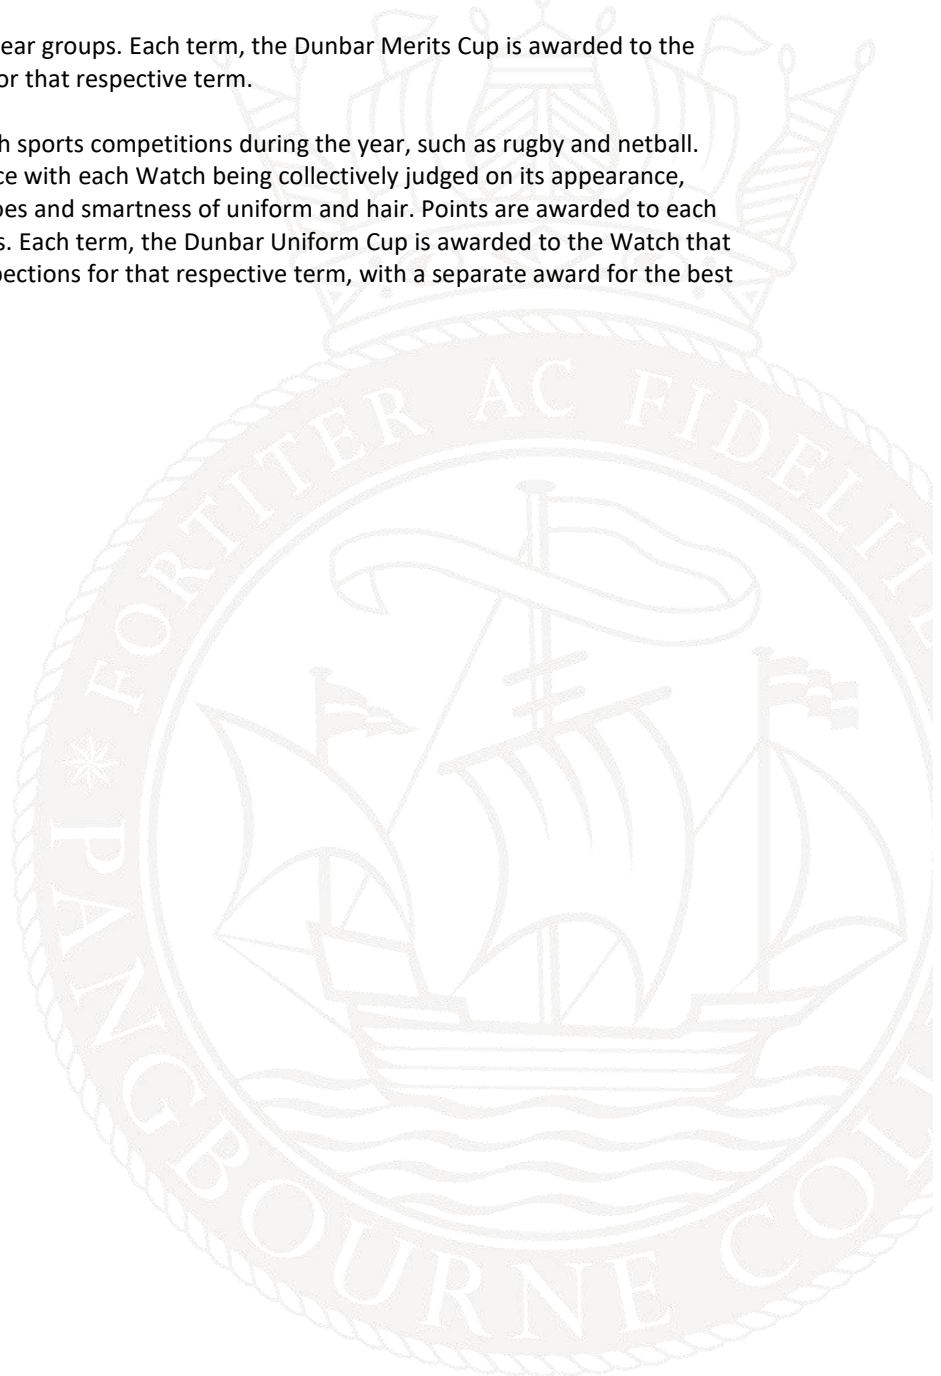 ear groups. Each term, the Dunbar Merits Cup is awarded to the
or that respective term.
h sports competitions during the year, such as rugby and netball.
ce with each Watch being collectively judged on its appearance,
oes and smartness of uniform and hair. Points are awarded to each
s. Each term, the Dunbar Uniform Cup is awarded to the Watch that
pections for that respective term, with a separate award for the best
FORTITER AC FIDELITE
PANGBOURNE COLL